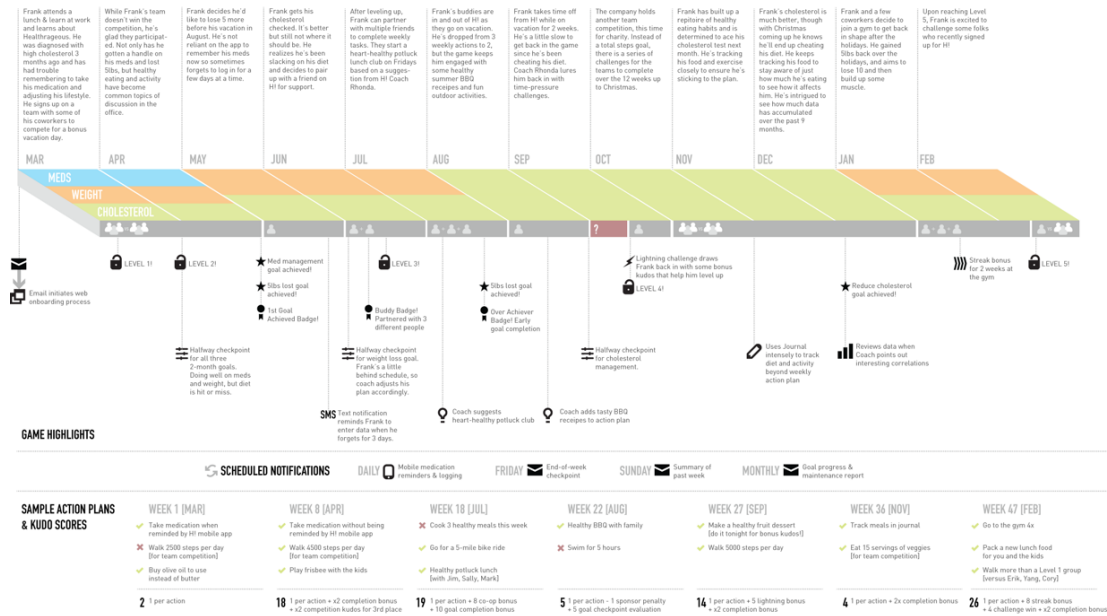 Frank attends a work
lunch & learn at work
and learns about
Healthrageous. He
was diagnosed with
high cholesterol 3
months ago and has
had trouble
remembering to take
his medication and
adjusting his lifestyle.
He signs up on a
team with some of
his coworkers to
compete for a bonus
vacation day.
While Frank's team
doesn't win the
competition, he's
glad they participat-
ed. Not only has he
gotten a handle on
his meds and lost
5lbs, but healthy
eating and activity
have become
common topics of
discussion in the
office.
Frank decides he'd
like to lose 5 more
before his vacation in
August. He's not
reliant on the app to
remember his meds
now so sometimes
forgets to log in for a
few days at a time.
Frank gets his
cholesterol
checked. It's better
but still not where it
should be. He
realizes he's been
slacking on his diet
and decides to pair
up with a friend on
H! for support.
After leveling up,
Frank can partner
with multiple friends
to complete weekly
tasks. They start a
heart-healthy potluck
lunch club on Fridays
based on a sugges-
tion from H! Coach
Rhonda.
Frank's buddies are
in and out of H! as
they go on vacation.
He's dropped from 3
weekly actions to 2,
but the game keeps
him engaged with
some healthy
summer BBQ
receipes and fun
outdoor activities.
Frank takes time off
from H! while on
vacation for 2 weeks.
He's a little slow to
get back in the game
since he's been
cheating his diet.
Coach Rhonda lures
him back in with
time-pressure
challenges.
The company holds
another team
competition, this time
for charity. Instead of
a total steps goal,
there is a series of
challenges for the
teams to complete
over the 12 weeks up
to Christmas.
Frank has built up a
repitoire of healthy
eating habits and is
determined to ace his
cholesterol test next
month. He's tracking
his food and exercise
closely to ensure he's
sticking to the plan.
Frank's cholesterol is
much better, though
with Christmas
coming up he knows
he'll end up cheating
his diet. He keeps
tracking his food to
stay aware of just
how much he's eating
to see how it affects
him. He's intrigued to
see how much data
has accumulated
over the past 9
months.
Frank and a few
coworkers decide to
join a gym to get back
in shape after the
holidays. He gained
5lbs back over the
holidays, and aims to
lose 10 and then
build up some
muscle.
Upon reaching Level
5, Frank is excited to
challenge some folks
who recently signed
up for H!
MAR APR MAY JUN JUL AUG SEP OCT NOV DEC JAN FEB
MEDS
WEIGHT
CHOLESTEROL
VS
+
+ +
?
VS
+ +
VS
LEVEL 1!
LEVEL 2!
Med management
goal achieved!
5lbs lost goal
achieved!
1st Goal
Achieved Badge!
LEVEL 3!
Buddy Badge!
Partnered with 3
different people
5lbs lost goal
achieved!
Over Achiever
Badge! Early
goal completion
Lightning challenge draws
Frank back in with some bonus
kudos that help him level up
LEVEL 4!
Reduce cholesterol
goal achieved!
Streak bonus
for 2 weeks at
the gym
LEVEL 5!
Email initiates web
onboarding process
Halfway checkpoint
for all three
2-month goals.
Doing well on meds
and weight, but diet
is hit or miss.
Halfway checkpoint
for weight loss goal.
Frank's a little
behind schedule, so
coach adjusts his
plan accordingly.
Halfway checkpoint
for cholesterol
management.
Uses Journal
intensely to track
diet and activity
beyond weekly
action plan
Reviews data when
Coach points out
interesting correlations
SMS Text notification
reminds Frank to
enter data when he
forgets for 3 days.
Coach suggests
heart-healthy potluck club
Coach adds tasty BBQ
receipes to action plan
GAME HIGHLIGHTS
SCHEDULED NOTIFICATIONS
DAILY Mobile medication
reminders & logging
FRIDAY End-of-week
checkpoint
SUNDAY Summary of
past week
MONTHLY Goal progress &
maintenance report
SAMPLE ACTION PLANS
& KUDO SCORES
WEEK 1 [MAR]
Take medication when
reminded by H! mobile app
Walk 2500 steps per day
[for team competition]
Buy olive oil to use
instead of butter
2 1 per action
WEEK 8 [APR]
Take medication without being
reminded by H! mobile app
Walk 4500 steps per day
[for team competition]
Play frisbee with the kids
18 1 per action + x2 completion bonus
+ x2 competition kudos for 3rd place
WEEK 18 [JUL]
Cook 3 healthy meals this week
Go for a 5-mile bike ride
Healthy potluck lunch
[with Jim, Sally, Mark]
19 1 per action + 8 co-op bonus
+ 10 goal completion bonus
WEEK 22 [AUG]
Healthy BBQ with family
Swim for 5 hours
5 1 per action - 1 sponsor penalty
+ 5 goal checkpoint evaluation
WEEK 27 [SEP]
Make a healthy fruit dessert
[do it tonight for bonus kudos!]
Walk 5000 steps per day
14 1 per action + 5 lightning bonus
+ x2 completion bonus
WEEK 36 [NOV]
Track meals in journal
Eat 15 servings of veggies
[for team competition]
4 1 per action + 2x completion bonus
WEEK 47 [FEB]
Go to the gym 4x
Pack a new lunch food
for you and the kids
Walk more than a Level 1 group
[versus Erik, Yang, Cory]
26 1 per action + 8 streak bonus
+ 4 challenge win + x2 completion bonus